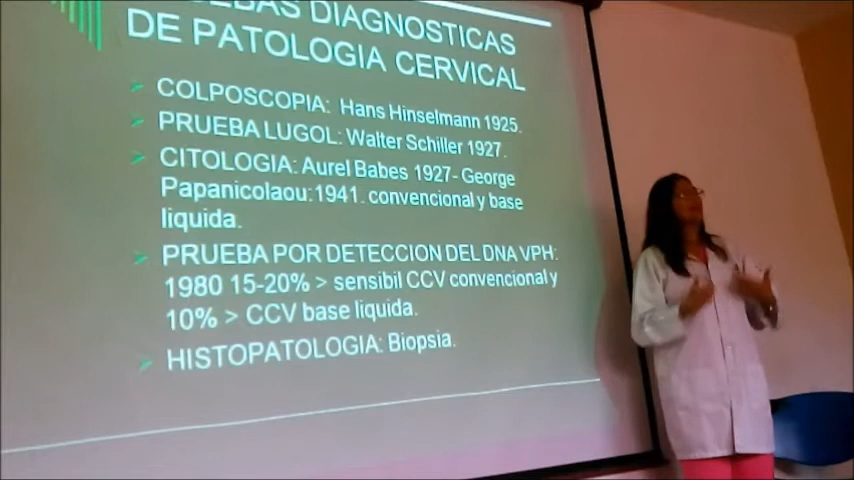 DIAGNOSTICAS
DE PATOLOGIA CERVICAL
COLPOSCOPIA: Hans Hinselmann 1925.
PRUEBA LUGOL: Walter Schiller 1927.
CITOLOGIA: Aurel Babes 1927- George
Papanicolaou:1941. convencional y base
liquida.
PRUEBA POR DETECCION DEL DNA VPH:
1980 15-20% > sensibil CCV convencional y
10% > CCV base liquida.
HISTOPATOLOGIA: Biopsia.